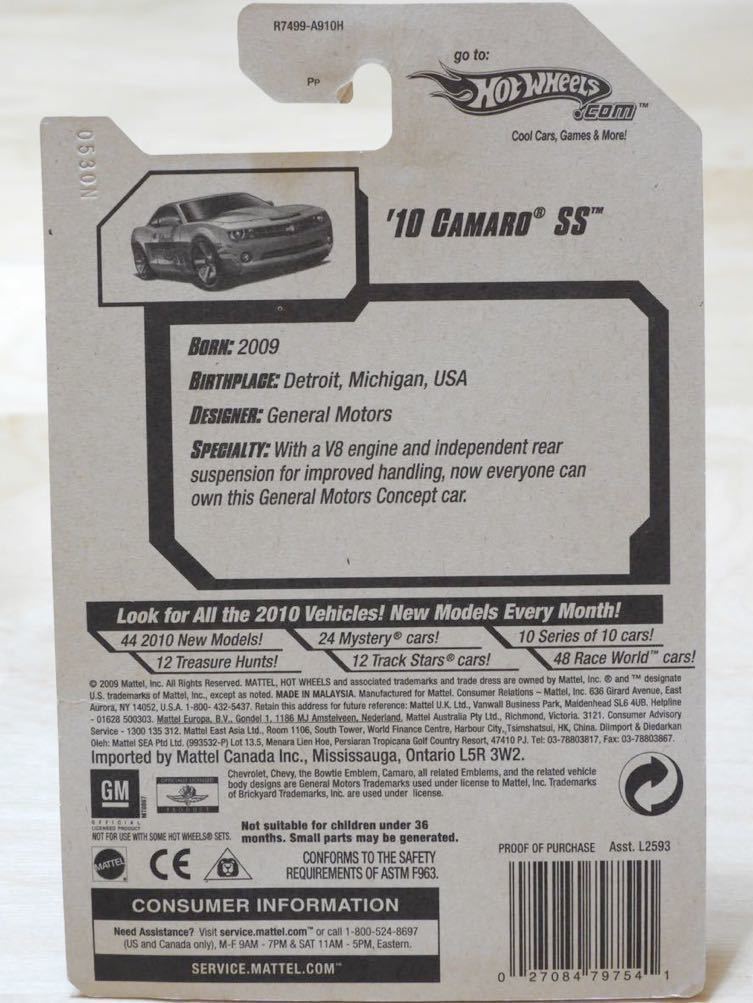 R7499-A910H
Pp
go to:
HOT WHEELS
.COM™
Cool Cars, Games & More!
0530N
'10 CAMARO® SS™
BORN: 2009
BIRTHPLACE: Detroit, Michigan, USA
DESIGNER: General Motors
SPECIALTY: With a V8 engine and independent rear
suspension for improved handling, now everyone can
own this General Motors Concept car.
Look for All the 2010 Vehicles! New Models Every Month!
44 2010 New Models! 24 Mystery® cars! 10 Series of 10 cars!
12 Treasure Hunts! 12 Track Stars® cars! 48 Race World™ cars!
© 2009 Mattel, Inc. All Rights Reserved. MATTEL, HOT WHEELS and associated trademarks and trade dress are owned by Mattel, Inc. ® and ™ designate
U.S. trademarks of Mattel, Inc., except as noted. MADE IN MALAYSIA. Manufactured for Mattel. Consumer Relations – Mattel, Inc. 636 Girard Avenue, East
Aurora, NY 14052, U.S.A. 1-800- 432-5437. Retain this address for future reference: Mattel U.K. Ltd., Vanwall Business Park, Maidenhead SL6 4UB. Helpline
- 01628 500303. Mattel Europa, B.V., Gondel 1, 1186 MJ Amstelveen, Nederland. Mattel Australia Pty Ltd., Richmond, Victoria. 3121. Consumer Advisory
Service - 1300 135 312. Mattel East Asia Ltd., Room 1106, South Tower, World Finance Centre, Harbour City, Tsimshatsui, HK, China. Diimport & Diedarkan
Oleh: Mattel SEA Ptd Ltd. (993532-P) Lot 13.5, Menara Lien Hoe, Persiaran Tropicana Golf Country Resort, 47410 PJ. Tel: 03-78803817, Fax: 03-78803867.
Imported by Mattel Canada Inc., Mississauga, Ontario L5R 3W2.
GM
OFFICIAL
LICENSED PRODUCT
OFFICIALLY LICENSED
PRODUCT
Chevrolet, Chevy, the Bowtie Emblem, Camaro, all related Emblems, and the related vehicle
body designs are General Motors Trademarks used under license to Mattel, Inc. Trademarks
of Brickyard Trademarks, Inc. are used under license.
NOT FOR USE WITH SOME HOT WHEELS® SETS.
Not suitable for children under 36
months. Small parts may be generated.
MATTEL
CE
CONFORMS TO THE SAFETY
REQUIREMENTS OF ASTM F963.
PROOF OF PURCHASE Asst. L2593
CONSUMER INFORMATION
Need Assistance? Visit service.mattel.com™ or call 1-800-524-8697
(US and Canada only), M-F 9AM - 7PM & SAT 11AM - 5PM, Eastern.
SERVICE.MATTEL.COM™
0 27084 79754 1